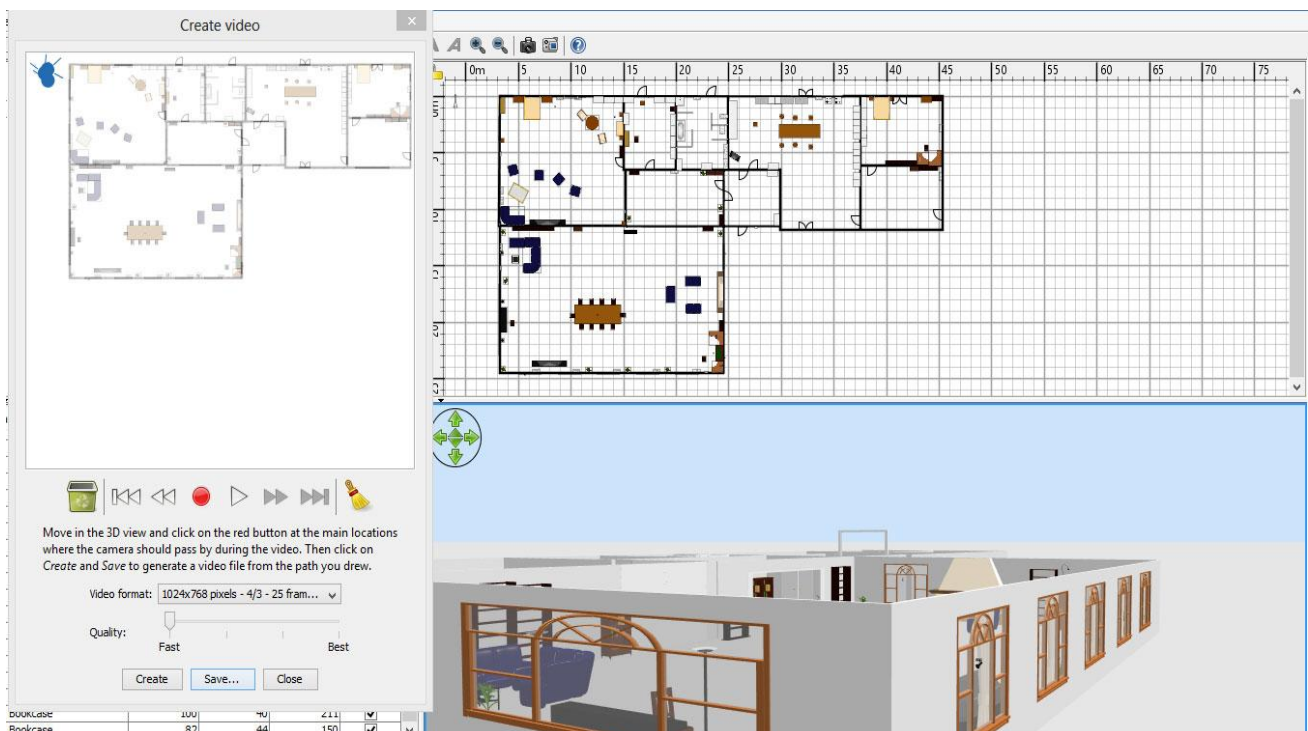 Create video
0m 5 10 15 20 25 30 35 40 45 50 55 60 65 70 75
Move in the 3D view and click on the red button at the main locations
where the camera should pass by during the video. Then click on
Create and Save to generate a video file from the path you drew.
Video format: 1024x768 pixels - 4/3 - 25 fram...
Quality:
Fast Best
Create Save... Close
Bookcase 100 40 211
Bookcase 82 44 150